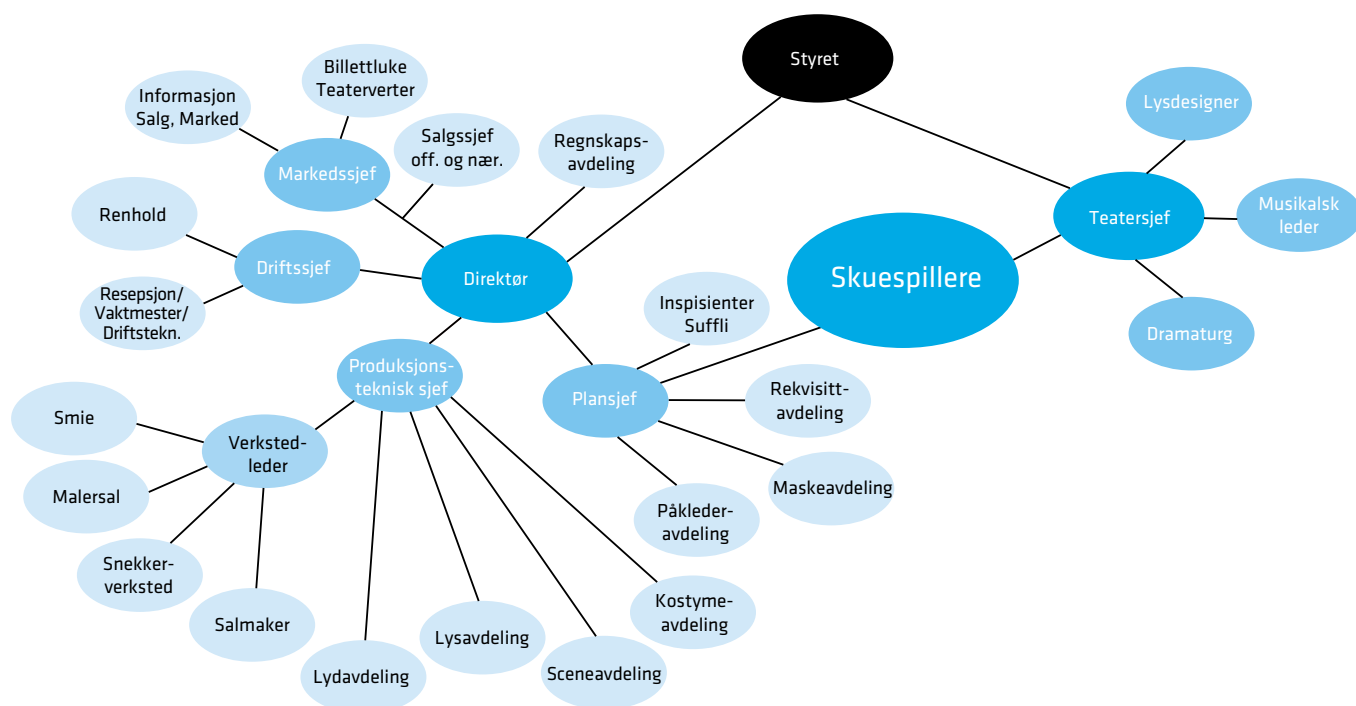 Styret
Billettluke
Teaterverter
Lysdesigner
Informasjon
Salg, Marked
Salgssjef
off. og nær.
Regnskaps-
avdeling
Markedssjef
Renhold
Teatersjef
Musikalsk
leder
Driftssjef
Direktør
Skuespillere
Resepsjon/
Vaktmester/
Driftstekn.
Inspisienter
Suffli
Dramaturg
Produksjons-
teknisk sjef
Plansjef
Rekvisitt-
avdeling
Smie
Verksted-
leder
Maskeavdeling
Malersal
Påkleder-
avdeling
Snekker-
verksted
Kostyme-
avdeling
Salmaker
Lysavdeling
Lydavdeling
Sceneavdeling